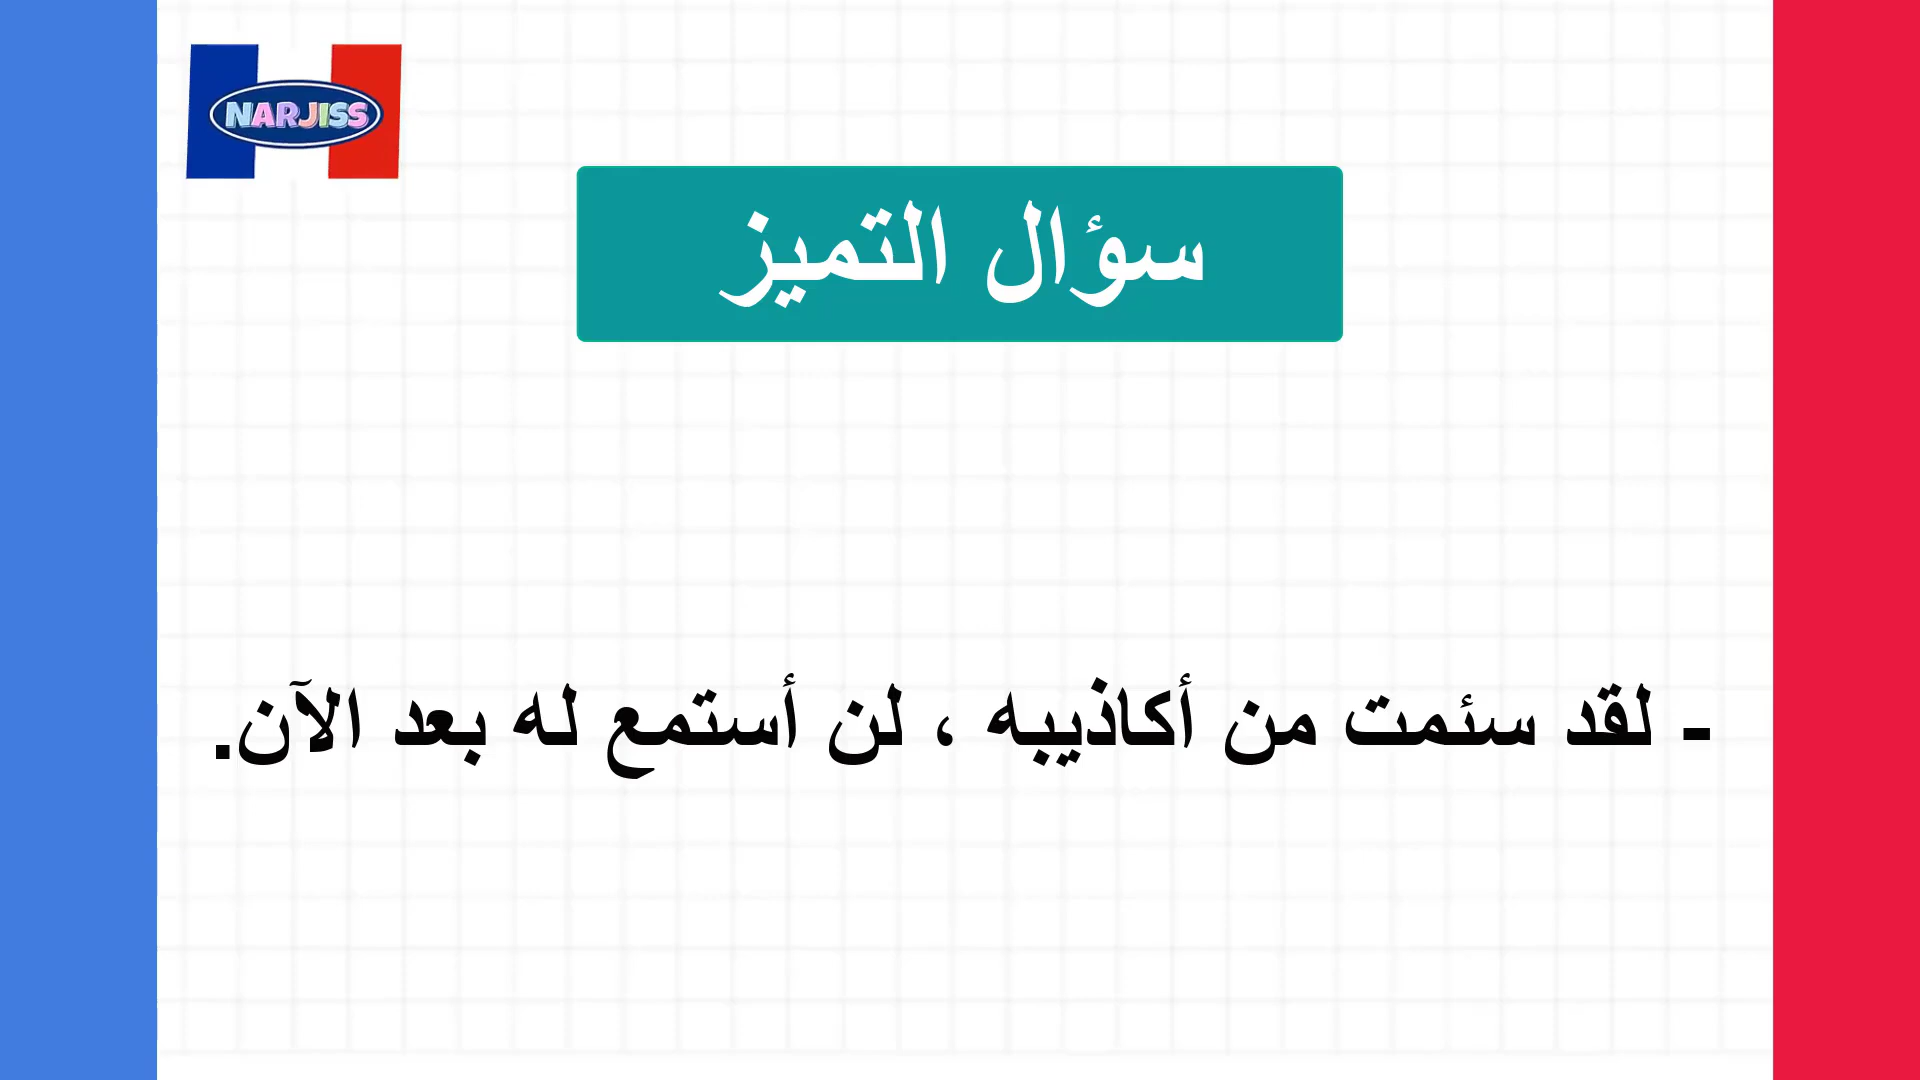 NARJISS
سؤال التميز
- لقد سئمت من أكاذيبه ، لن أستمع له بعد الآن.